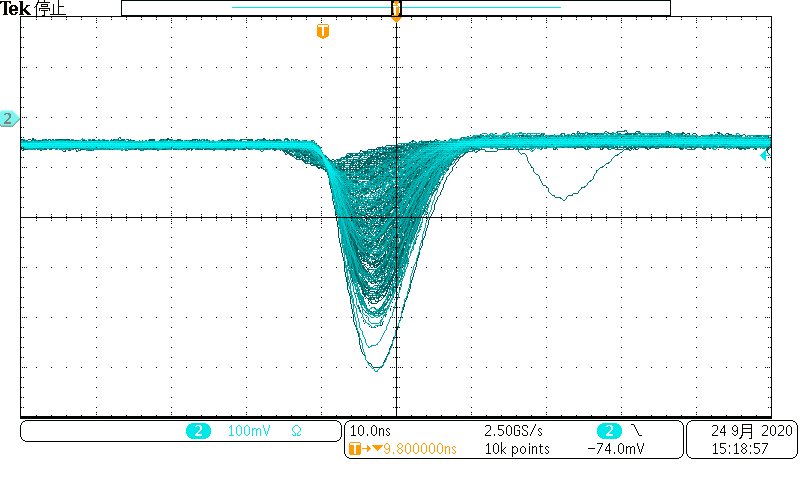 Tek 停止
T
T
2
2 100mV Ω
10.0ns 2.50GS/s 2
T→▼9.800000ns 10k points −74.0mV
24 9月 2020
15:18:57